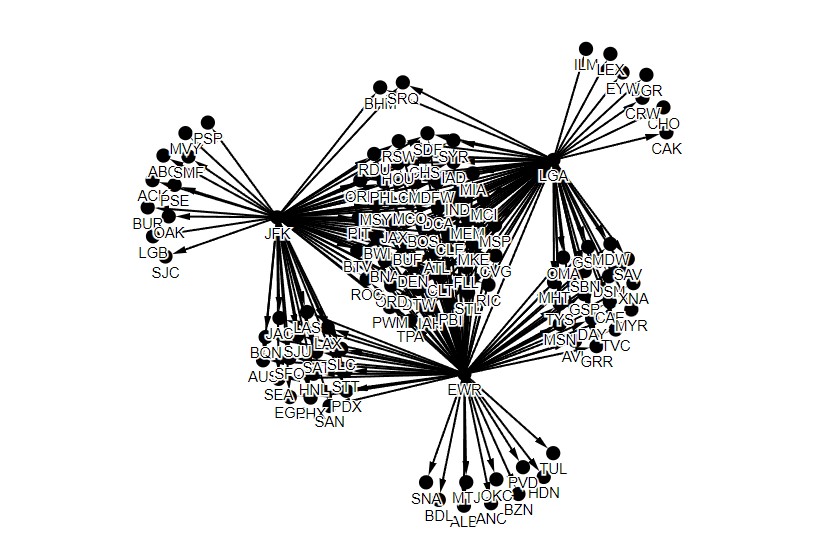 ILM
LEX
EYW
BGR
CRW
CHO
CAK
LGA
BHM
SRQ
PSP
MVY
ABQ
SMF
ACK
PSE
BUR
OAK
LGB
SJC
JFK
SDF
SYR
RSW
RDU
HOU
CHS
IAD
MIA
ORF
PHL
CMH
DFW
IND
MCI
MSY
MCO
DCA
PIT
JAX
BOS
MEM
MSP
BWI
BUF
CLE
MKE
BTV
BNA
ATL
CVG
DEN
FLL
ROC
ORD
DTW
CLT
RIC
STL
PWM
IAH
PBI
TPA
MDW
GSO
OMA
SAV
SBN
DSM
XNA
MHT
GSP
CAE
TYS
MYR
MSN
DAY
TVC
AVL
GRR
JAC
LAS
LAX
BQN
SJU
SLC
AUS
SFO
SAT
SEA
HNL
STT
EGE
PHX
PDX
SAN
EWR
TUL
PVD
HDN
SNA
MTJ
OKC
BZN
BDL
ALB
ANC